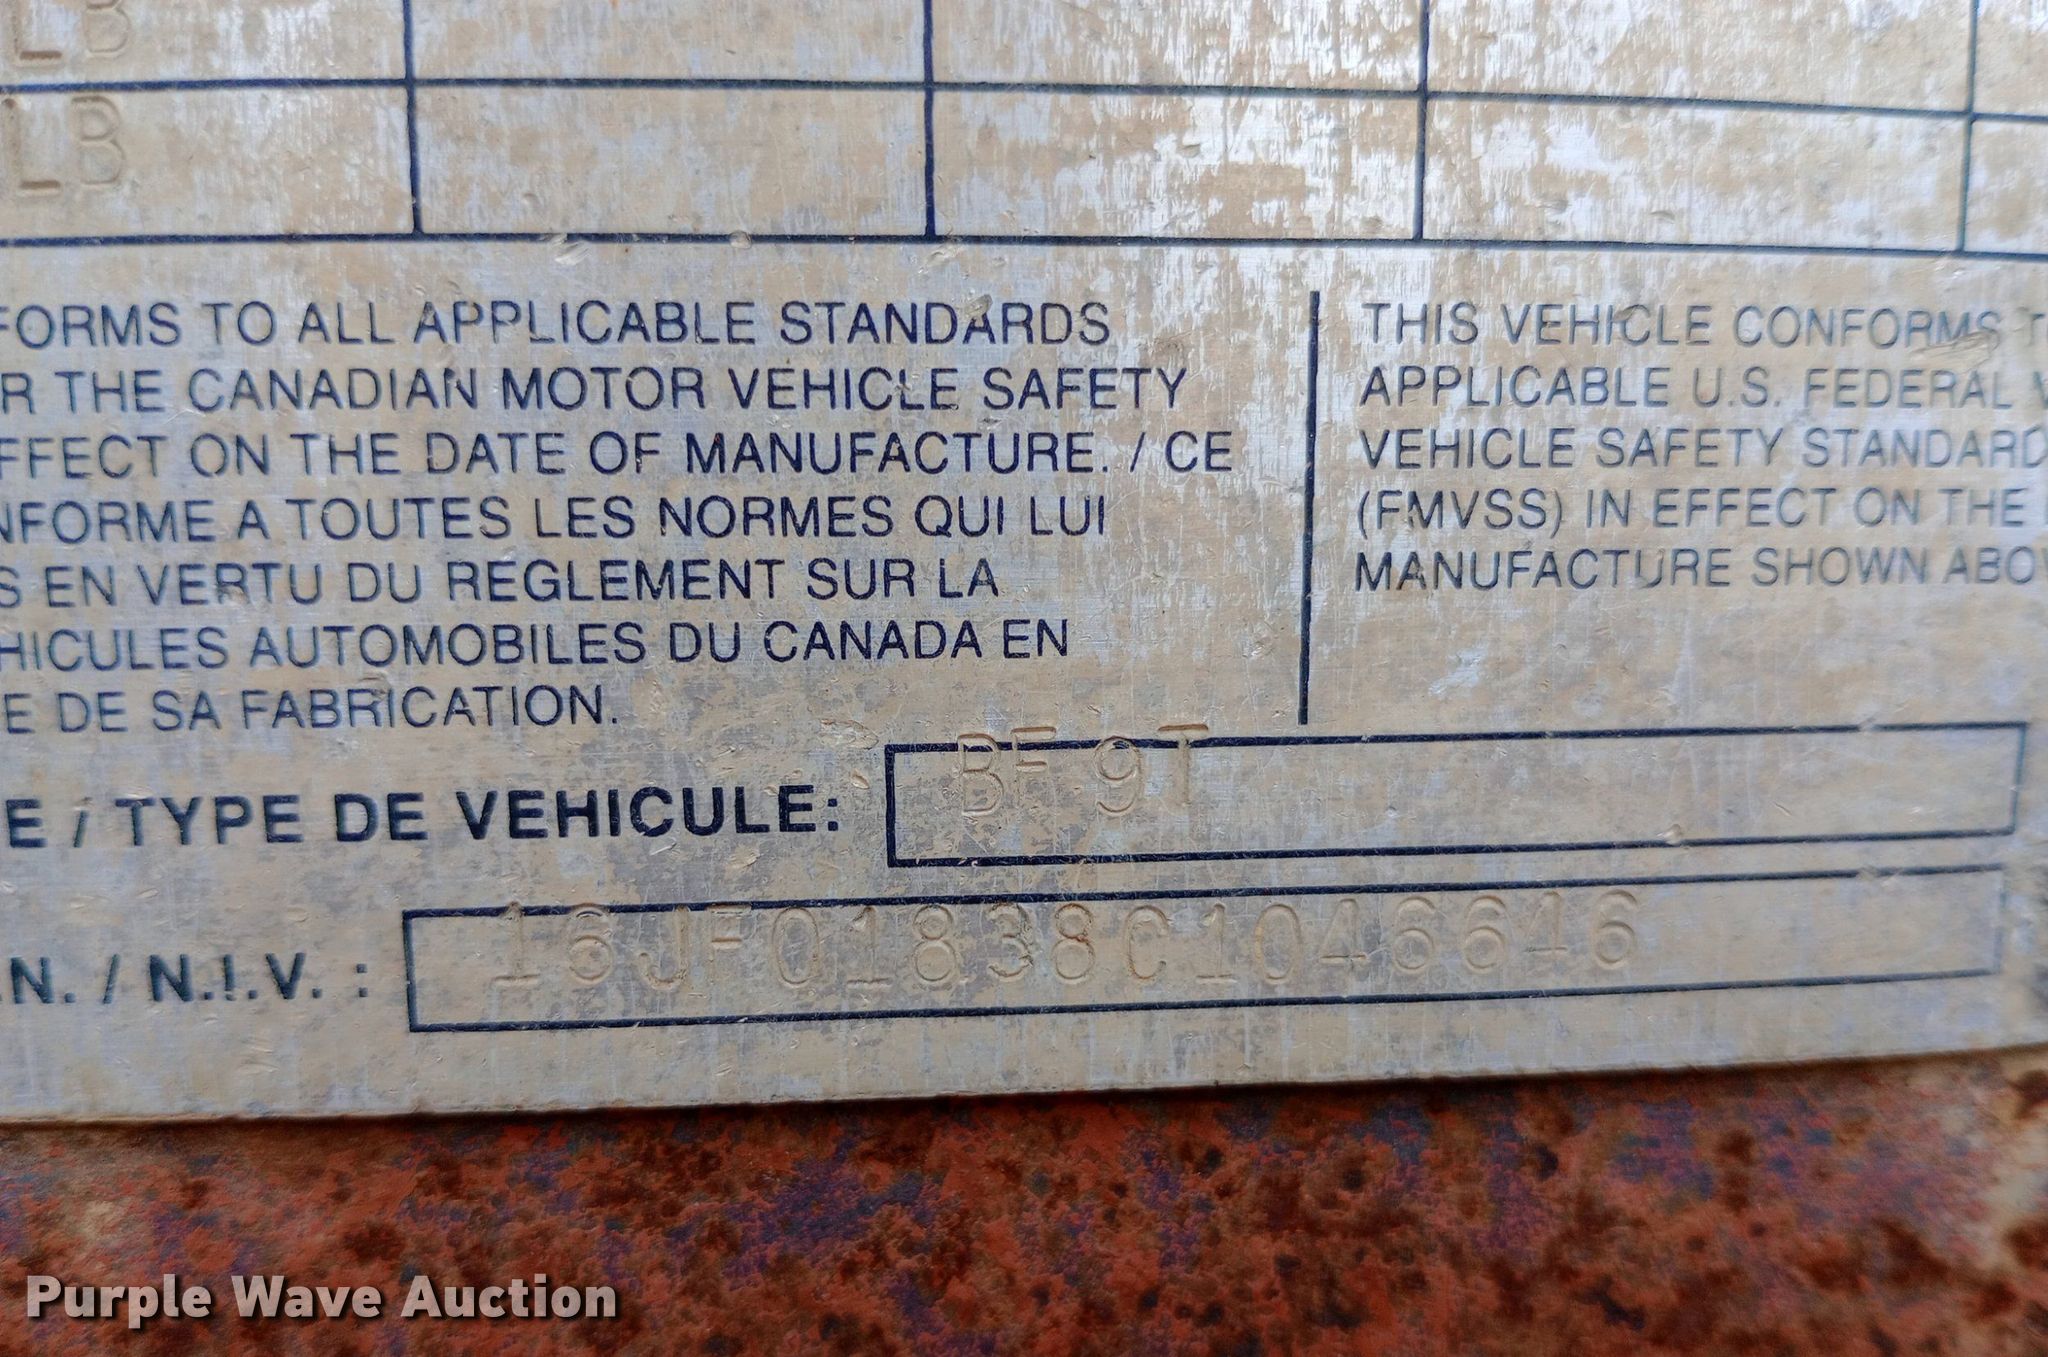 LB
LB
FORMS TO ALL APPLICABLE STANDARDS
R THE CANADIAN MOTOR VEHICLE SAFETY
FFECT ON THE DATE OF MANUFACTURE. / CE
NFORME A TOUTES LES NORMES QUI LUI
S EN VERTU DU REGLEMENT SUR LA
HICULES AUTOMOBILES DU CANADA EN
E DE SA FABRICATION.
THIS VEHICLE CONFORMS T
APPLICABLE U.S. FEDERAL V
VEHICLE SAFETY STANDARD
(FMVSS) IN EFFECT ON THE
MANUFACTURE SHOWN ABOV
E / TYPE DE VEHICULE: BF 9T
.N. / N.I.V. : 16JF01838C1046646
Purple Wave Auction